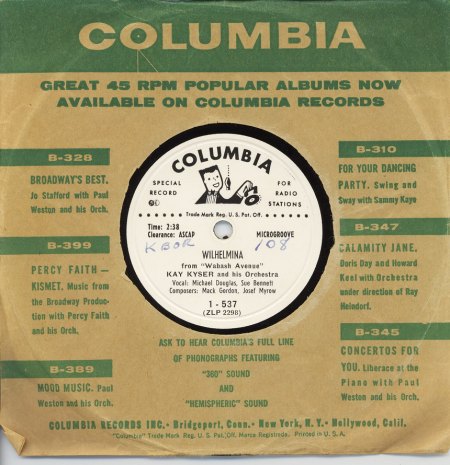 COLUMBIA
GREAT 45 RPM POPULAR ALBUMS NOW
AVAILABLE ON COLUMBIA RECORDS
B-328
BROADWAY'S BEST.
Jo Stafford with Paul
Weston and his Orch.
B-399
PERCY FAITH —
KISMET. Music from
the Broadway Produc-
tion with Percy Faith
and his Orch.
B-389
MOOD MUSIC. Paul
Weston and his Orch.
COLUMBIA
SPECIAL
RECORD
FOR
RADIO
STATIONS
Trade Mark Reg. U. S. Pat. Off.
Time: 2:38
Clearance: ASCAP
MICROGROOVE
KBOR
108
WILHELMINA
from "Wabash Avenue"
KAY KYSER and his Orchestra
Vocal: Michael Douglas, Sue Bennett
Composers: Mack Gordon, Josef Myrow
1 - 537
(ZLP 2298)
B-310
FOR YOUR DANCING
PARTY. Swing and
Sway with Sammy Kaye
B-347
CALAMITY JANE.
Doris Day and Howard
Keel with Orchestra
under direction of Ray
Heindorf.
B-345
CONCERTOS FOR
YOU. Liberace at the
Piano with Paul
Weston and his Orch.
ASK TO HEAR COLUMBIA'S FULL LINE
OF PHONOGRAPHS FEATURING
"360" SOUND
AND
"HEMISPHERIC" SOUND
COLUMBIA RECORDS INC. • Bridgeport, Conn. • New York, N. Y. • Hollywood, Calif.
"Columbia" Trade Mark Reg. U. S. Pat. Off. Marca Registrada. Printed in U. S. A.